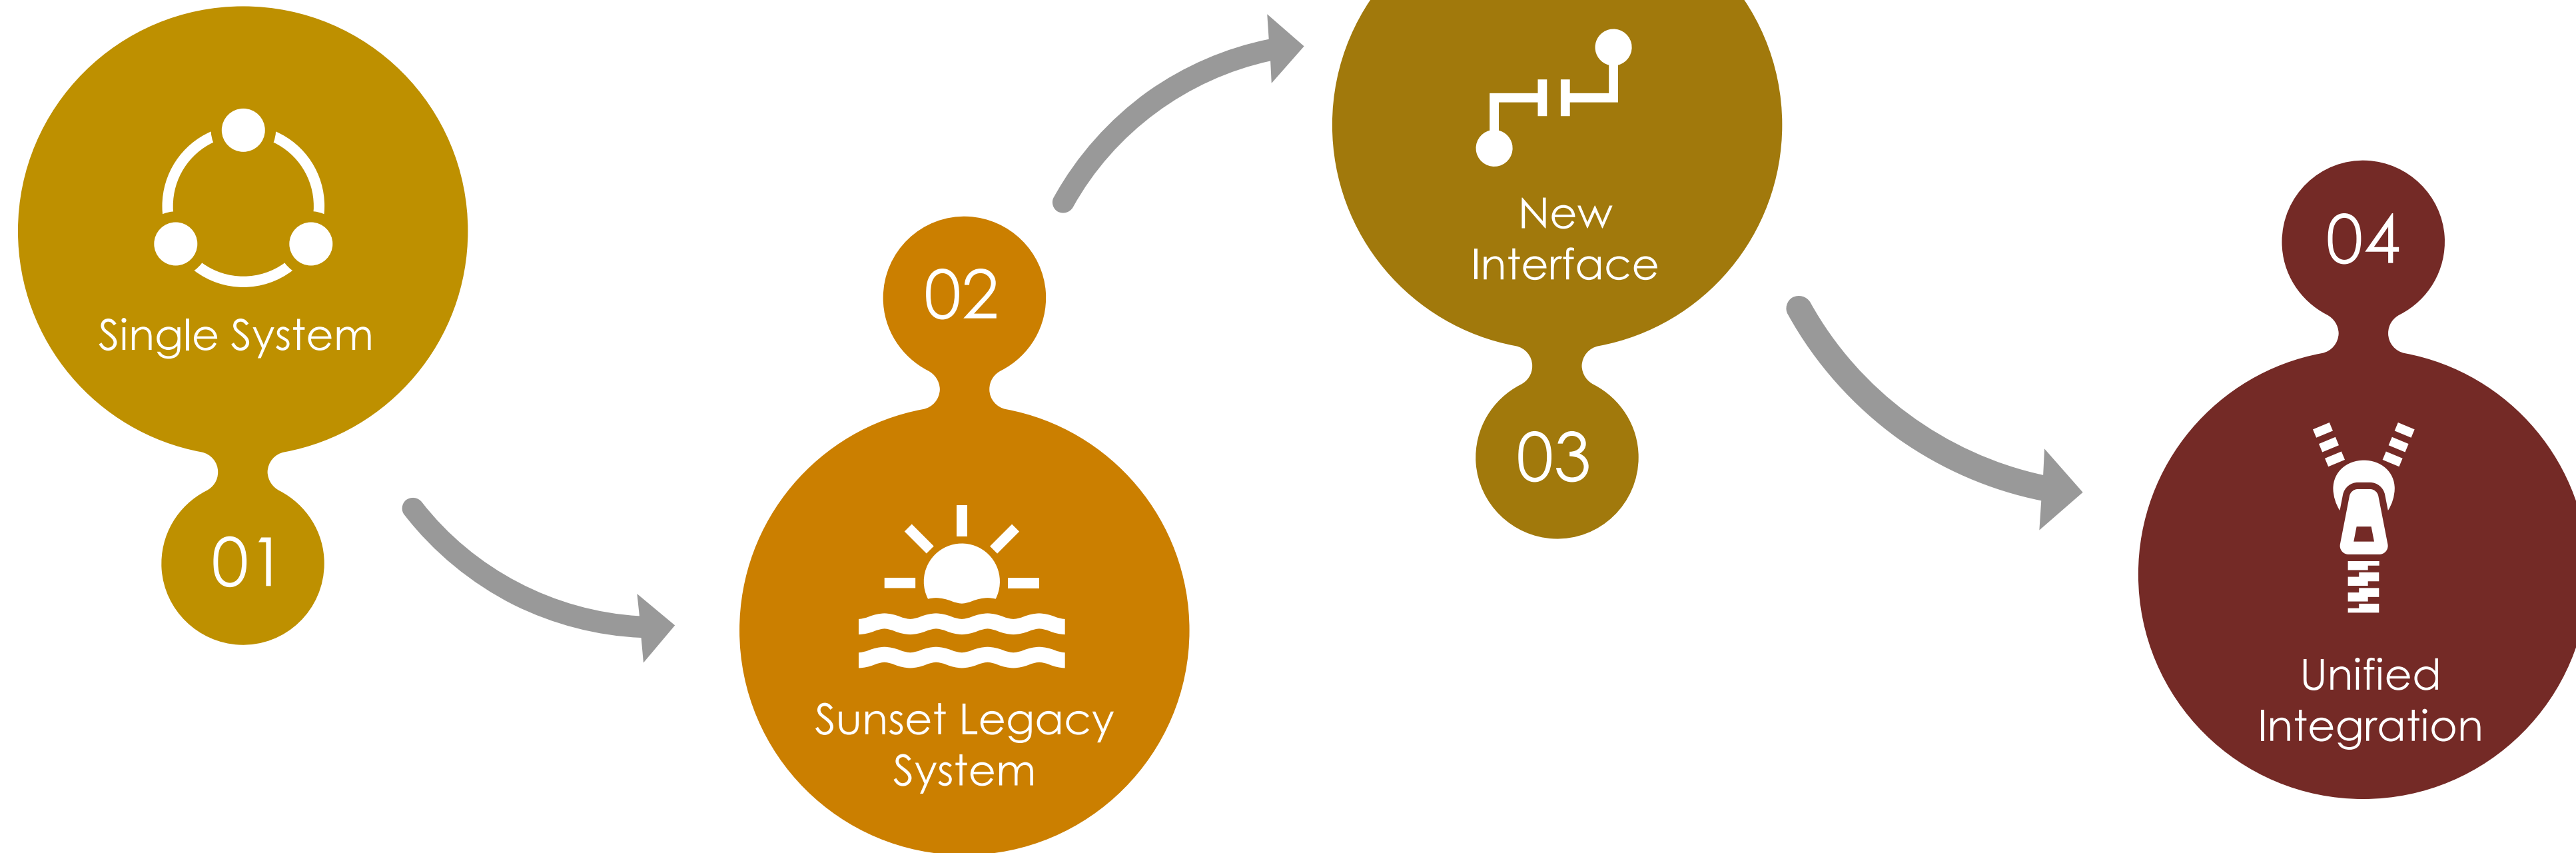 Single System
01
02
Sunset Legacy
System
New
Interface
03
04
Unified
Integration